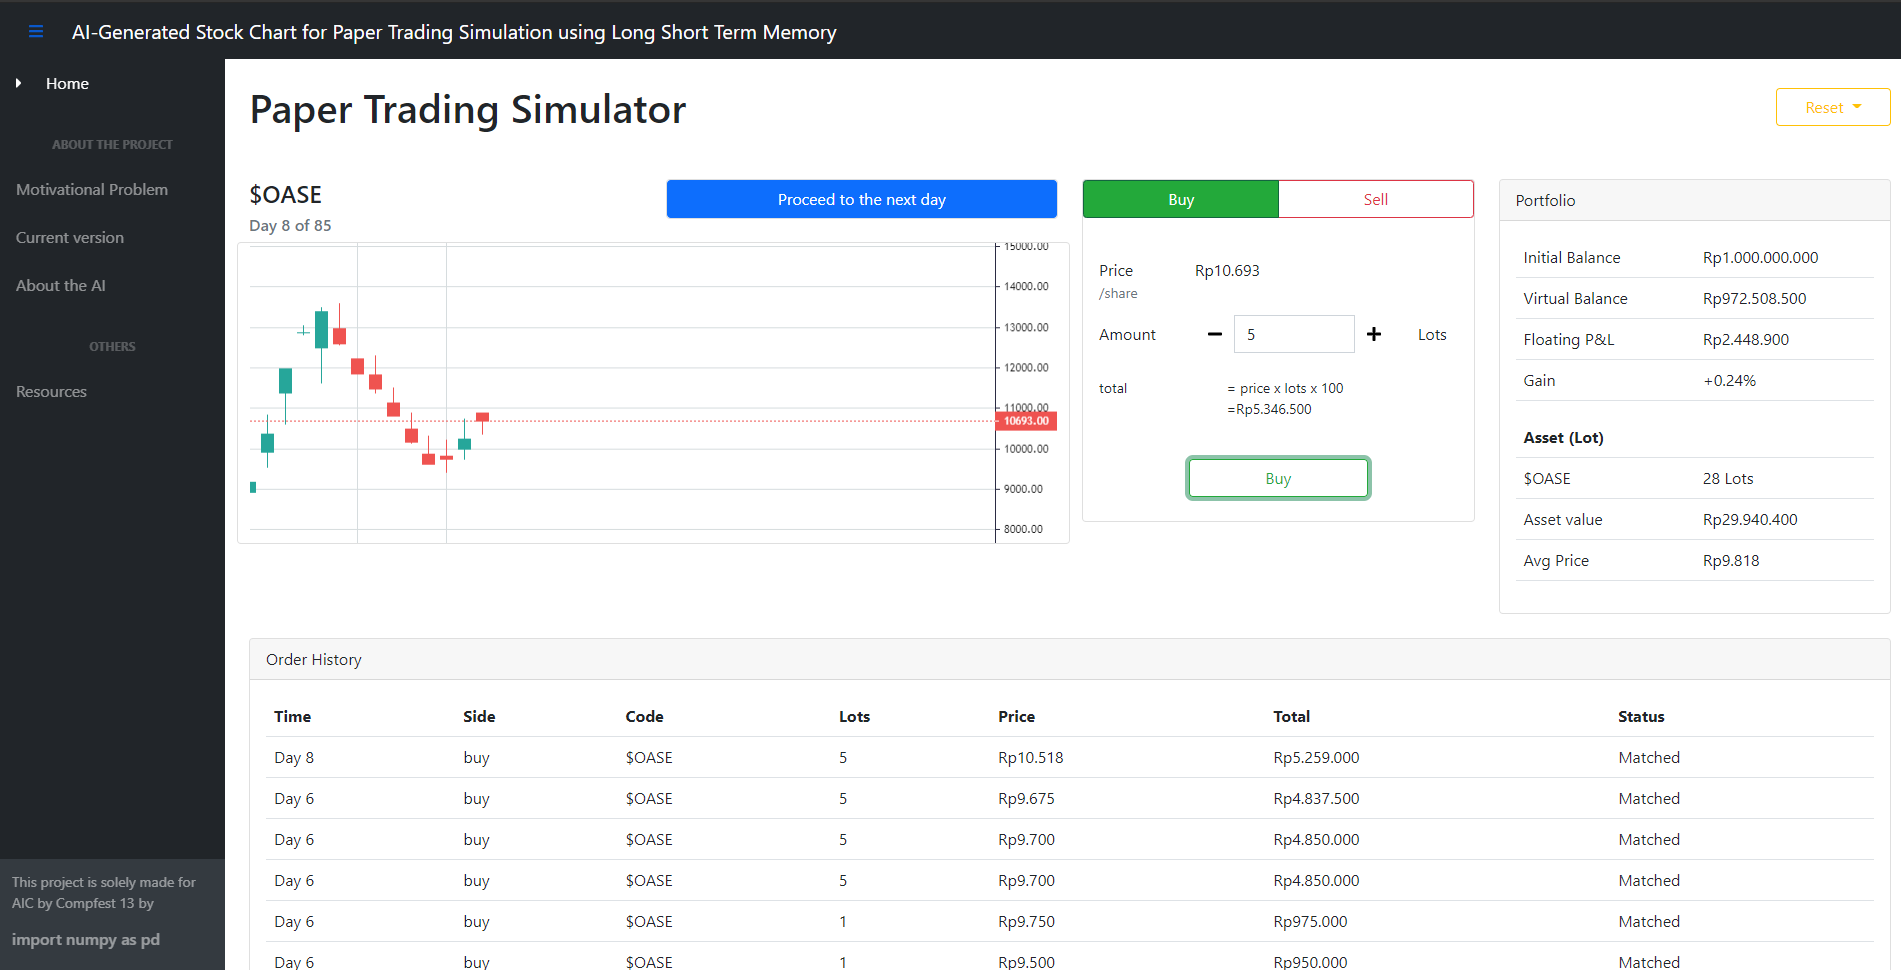 AI-Generated Stock Chart for Paper Trading Simulation using Long Short Term Memory
Home
ABOUT THE PROJECT
Motivational Problem
Current version
About the AI
OTHERS
Resources
This project is solely made for
AIC by Compfest 13 by
import numpy as pd
Paper Trading Simulator
Reset
$OASE
Day 8 of 85
Proceed to the next day
15000.00
14000.00
13000.00
12000.00
11000.00
10693.00
10000.00
9000.00
8000.00
Buy Sell
Price Rp10.693
/share
Amount 5 Lots
total = price x lots x 100
=Rp5.346.500
Buy
Portfolio
Initial Balance Rp1.000.000.000
Virtual Balance Rp972.508.500
Floating P&L Rp2.448.900
Gain +0.24%
Asset (Lot)
$OASE 28 Lots
Asset value Rp29.940.400
Avg Price Rp9.818
Order History
Time Side Code Lots Price Total Status
Day 8 buy $OASE 5 Rp10.518 Rp5.259.000 Matched
Day 6 buy $OASE 5 Rp9.675 Rp4.837.500 Matched
Day 6 buy $OASE 5 Rp9.700 Rp4.850.000 Matched
Day 6 buy $OASE 5 Rp9.700 Rp4.850.000 Matched
Day 6 buy $OASE 1 Rp9.750 Rp975.000 Matched
Day 6 buy $OASE 1 Rp9.500 Rp950.000 Matched